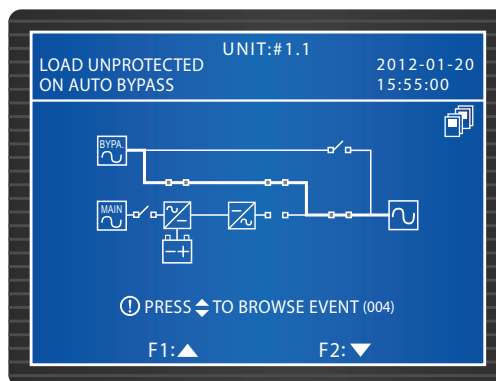 UNIT:#1.1
LOAD UNPROTECTED
ON AUTO BYPASS
2012-01-20
15:55:00
BYPA.
MAIN
PRESS TO BROWSE EVENT (004)
F1: F2: